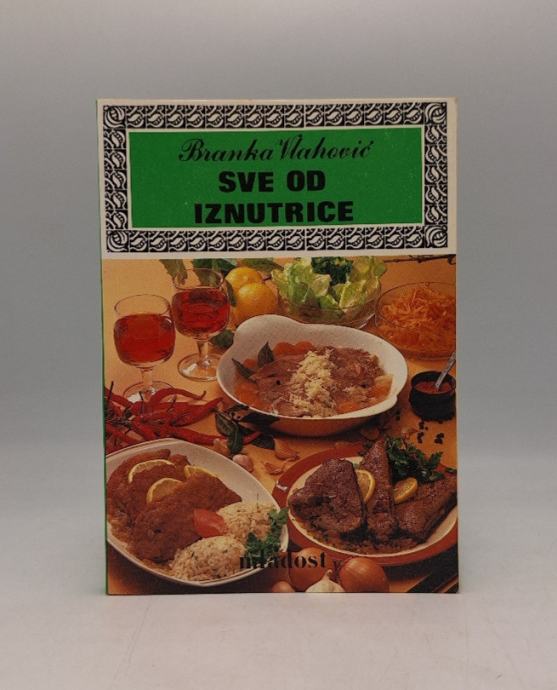 Branka Vlahović
SVE OD
IZNUTRICE
mladost